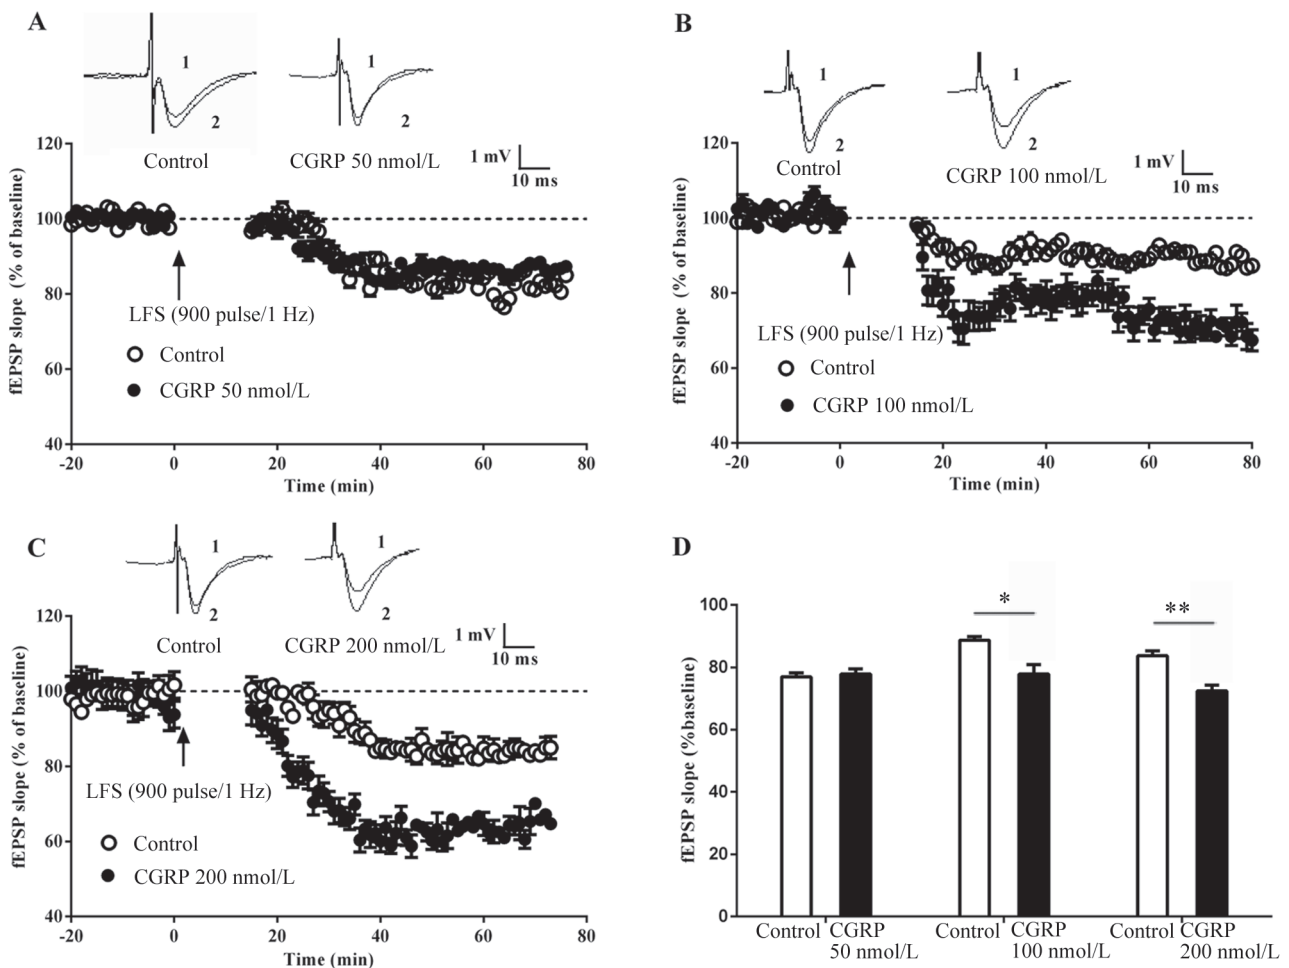 A
1
2
1
2
Control
CGRP 50 nmol/L
1 mV
10 ms
fEPSP slope (% of baseline)
120
100
80
60
40
LFS (900 pulse/1 Hz)
Control
CGRP 50 nmol/L
-20 0 20 40 60 80
Time (min)
B
1
2
1
2
Control
CGRP 100 nmol/L
1 mV
10 ms
fEPSP slope (% of baseline)
120
100
80
60
40
LFS (900 pulse/1 Hz)
Control
CGRP 100 nmol/L
-20 0 20 40 60 80
Time (min)
C
1
2
1
2
Control
CGRP 200 nmol/L
1 mV
10 ms
fEPSP slope (% of baseline)
120
100
80
60
40
LFS (900 pulse/1 Hz)
Control
CGRP 200 nmol/L
-20 0 20 40 60 80
Time (min)
D
fEPSP slope (%baseline)
100
80
60
40
20
0
*
**
Control CGRP 50 nmol/L
Control CGRP 100 nmol/L
Control CGRP 200 nmol/L